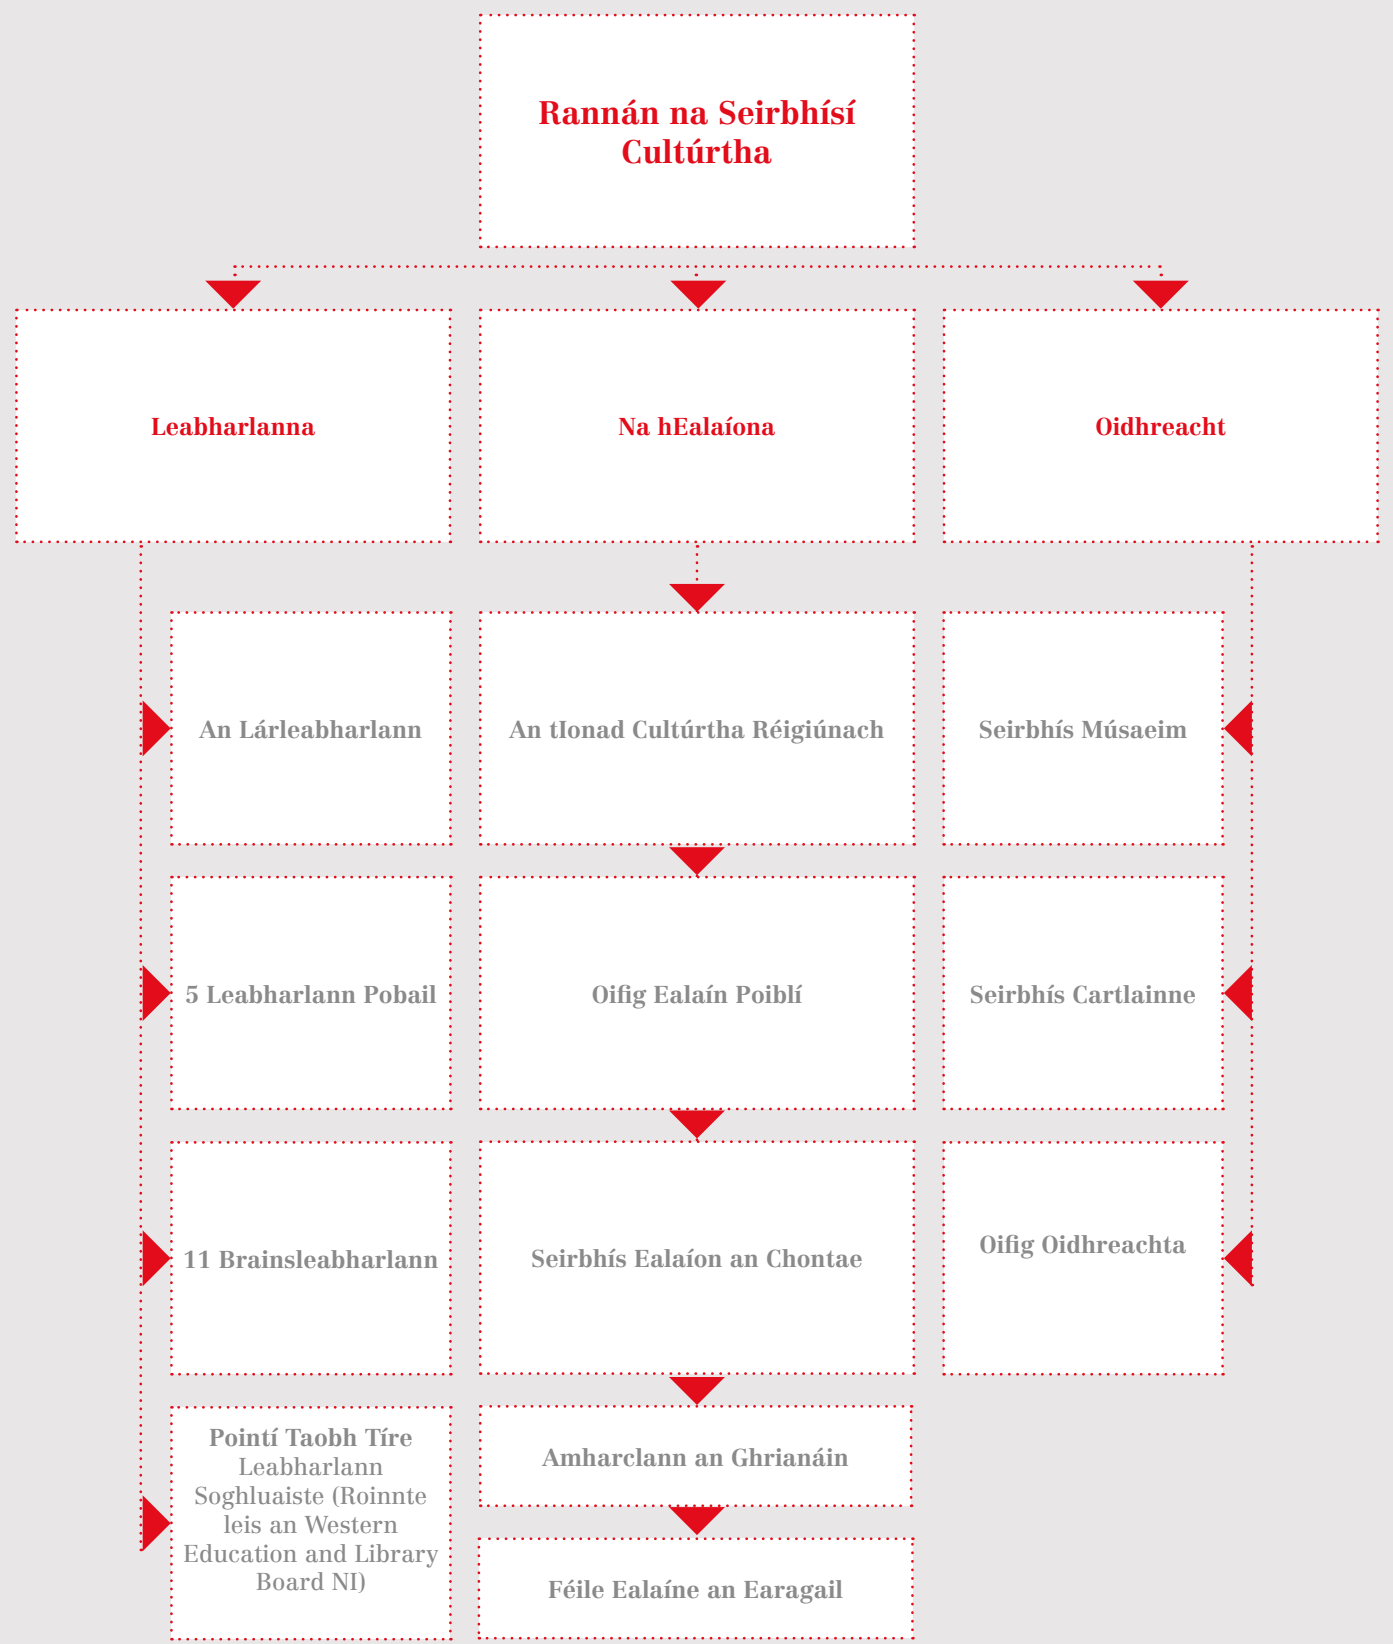 Rannán na Seirbhísí
Cultúrtha
Leabharlanna
Na hEalaíona
Oidhreacht
An Lárleabharlann
An tIonad Cultúrtha Réigiúnach
Seirbhís Músaeim
5 Leabharlann Pobail
Oifig Ealaín Poiblí
Seirbhís Cartlainne
11 Brainsleabharlann
Seirbhís Ealaíon an Chontae
Oifig Oidhreachta
Pointí Taobh Tíre
Leabharlann
Soghluaiste (Roinnte
leis an Western
Education and Library
Board NI)
Amharclann an Ghrianáin
Féile Ealaíne an Earagail